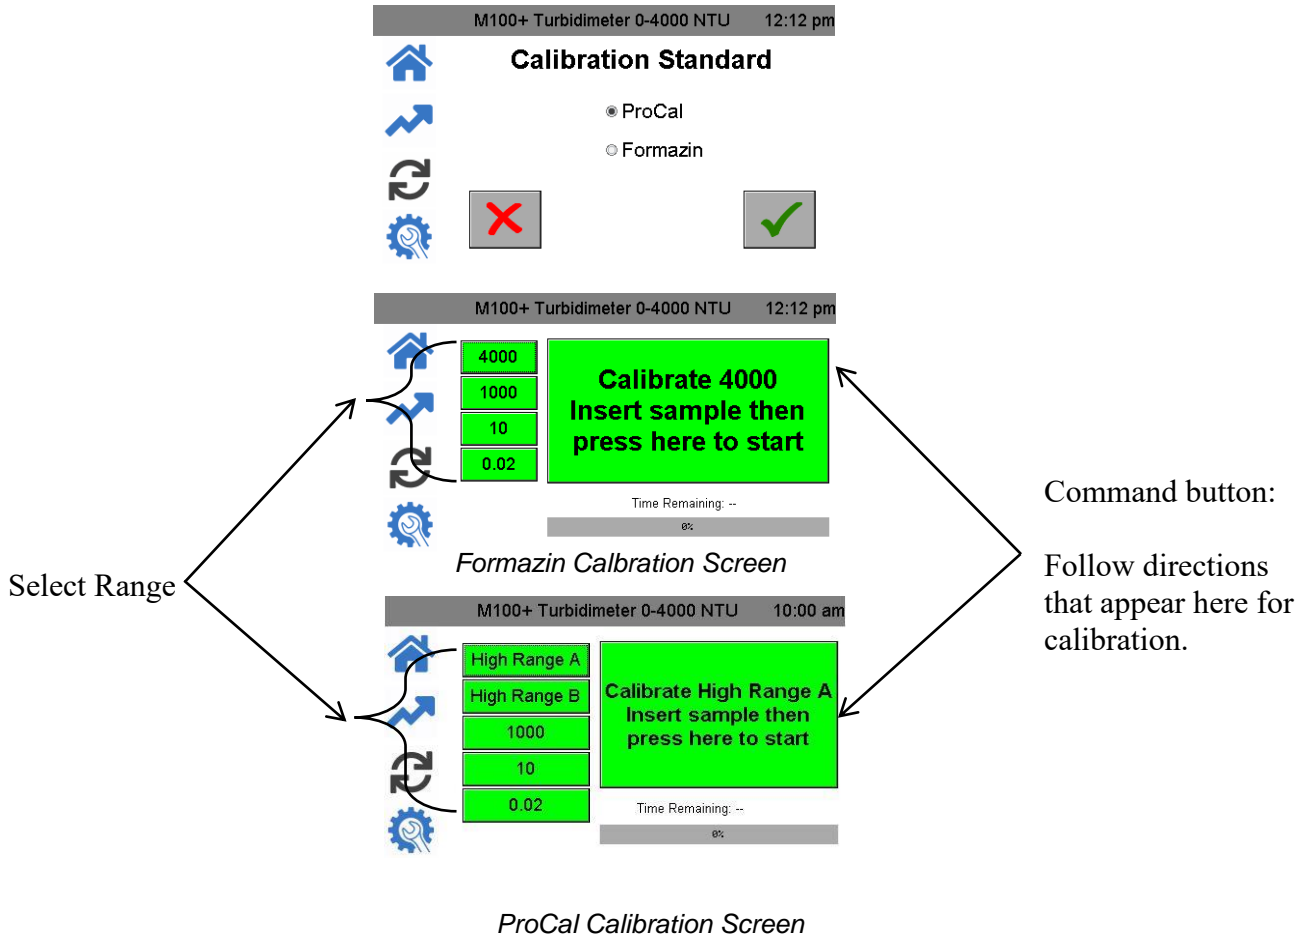 M100+ Turbidimeter 0-4000 NTU 12:12 pm
Calibration Standard
ProCal
Formazin
M100+ Turbidimeter 0-4000 NTU 12:12 pm
4000
1000
10
0.02
Calibrate 4000
Insert sample then
press here to start
Time Remaining: --
0%
Formazin Calbration Screen
Select Range
Command button:
Follow directions
that appear here for
calibration.
M100+ Turbidimeter 0-4000 NTU 10:00 am
High Range A
High Range B
1000
10
0.02
Calibrate High Range A
Insert sample then
press here to start
Time Remaining: --
0%
ProCal Calibration Screen